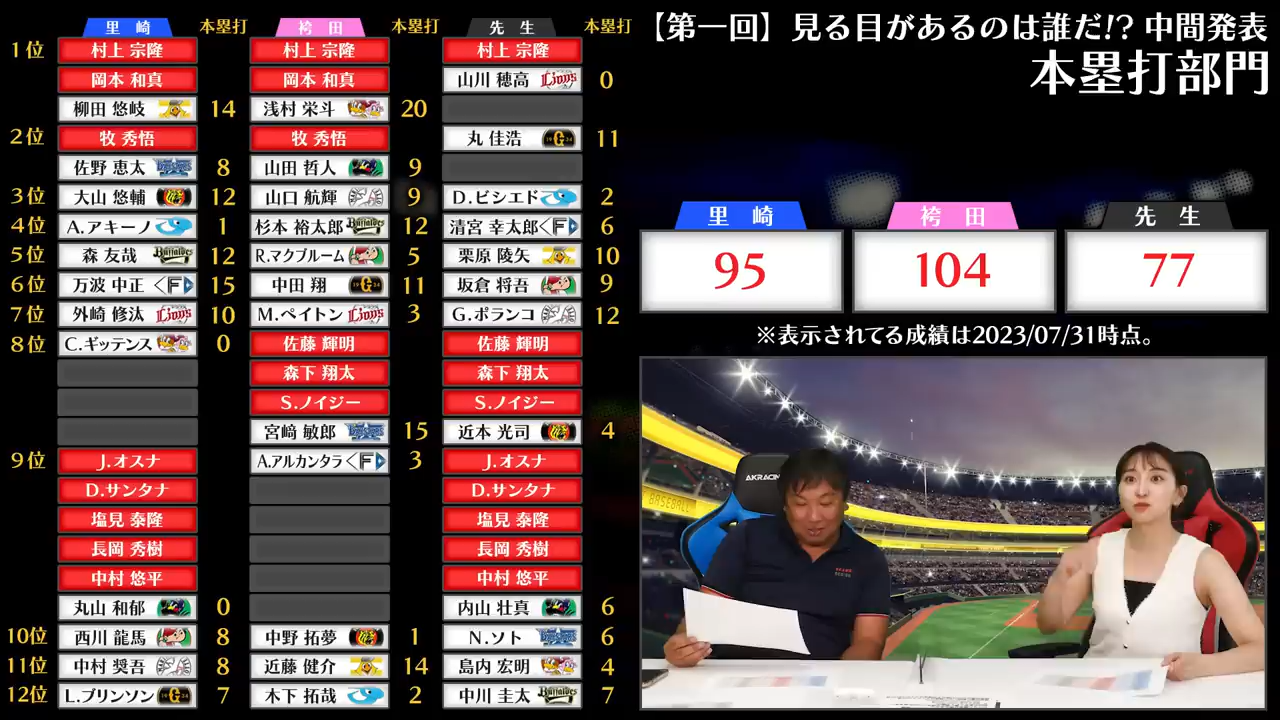 【第一回】見る目があるのは誰だ!? 中間発表
本塁打部門
里崎 本塁打 袴田 本塁打 先生 本塁打
1位 村上 宗隆 村上 宗隆 村上 宗隆
岡本 和真 岡本 和真 山川 穂高 Lions 0
柳田 悠岐 14 浅村 栄斗 20
2位 牧 秀悟 牧 秀悟 丸 佳浩 G 11
佐野 恵太 8 山田 哲人 9
3位 大山 悠輔 12 山口 航輝 9 D.ビシエド 2
4位 A.アキーノ 1 杉本 裕太郎 Buffaloes 12 清宮 幸太郎 F 6
5位 森 友哉 Buffaloes 12 R.マクブルーム 5 栗原 陵矢 10
6位 万波 中正 F 15 中田 翔 G 11 坂倉 将吾 9
7位 外崎 修汰 Lions 10 M.ペイトン Lions 3 G.ポランコ 12
8位 C.ギッテンス 0 佐藤 輝明 佐藤 輝明
森下 翔太 森下 翔太
S.ノイジー S.ノイジー
宮﨑 敏郎 15 近本 光司 4
9位 J.オスナ A.アルカンタラ F 3 J.オスナ
D.サンタナ D.サンタナ
塩見 泰隆 塩見 泰隆
長岡 秀樹 長岡 秀樹
中村 悠平 中村 悠平
丸山 和郁 0 内山 壮真 6
10位 西川 龍馬 8 中野 拓夢 1 N.ソト 6
11位 中村 奨吾 8 近藤 健介 14 島内 宏明 4
12位 L.ブリンソン G 7 木下 拓哉 2 中川 圭太 Buffaloes 7
里崎 袴田 先生
95 104 77
※表示されてる成績は2023/07/31時点。
AKRACING
BASEBALL